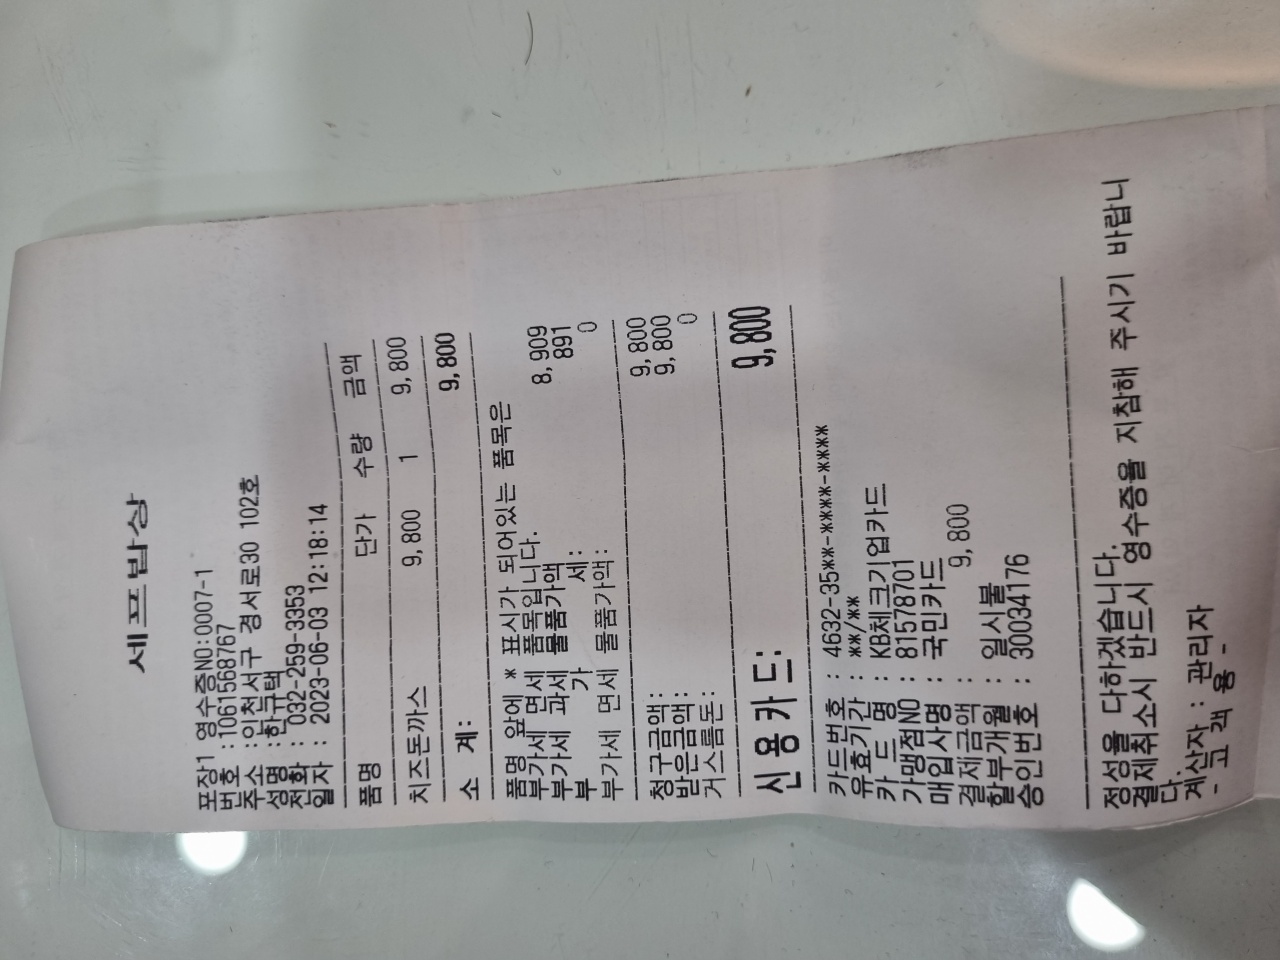 세프밥상
포장1 영수증NO:0007-1
번호 :1061568767
주소 :인천서구 경서로30 102호
성명 :한규택
전화 : 032-259-3353
일자 : 2023-06-03 12:18:14
품명 단가 수량 금액
치즈돈까스 9,800 1 9,800
소 계: 9,800
품명 앞에 * 표시가 되어있는 품목은
부가세 면세 품목입니다.
부가세 과세 물품가액 8,909
부 가 세: 891
부가세 면세 물품가액: 0
청구금액: 9,800
받은금액: 9,800
거스름돈: 0
신용카드: 9,800
카드번호 : 4632-35**-****-****
유효기간 : **/**
카 드 명 : KB체크기업카드
가맹점NO : 81578701
매입사명 : 국민카드
결제금액 : 9,800
할부개월 : 일시불
승인번호 : 30034176
정성을 다하겠습니다.
결제취소시 반드시 영수증을 지참해 주시기 바랍니
다.
계산자 : 관리자
- 고 객 용 -